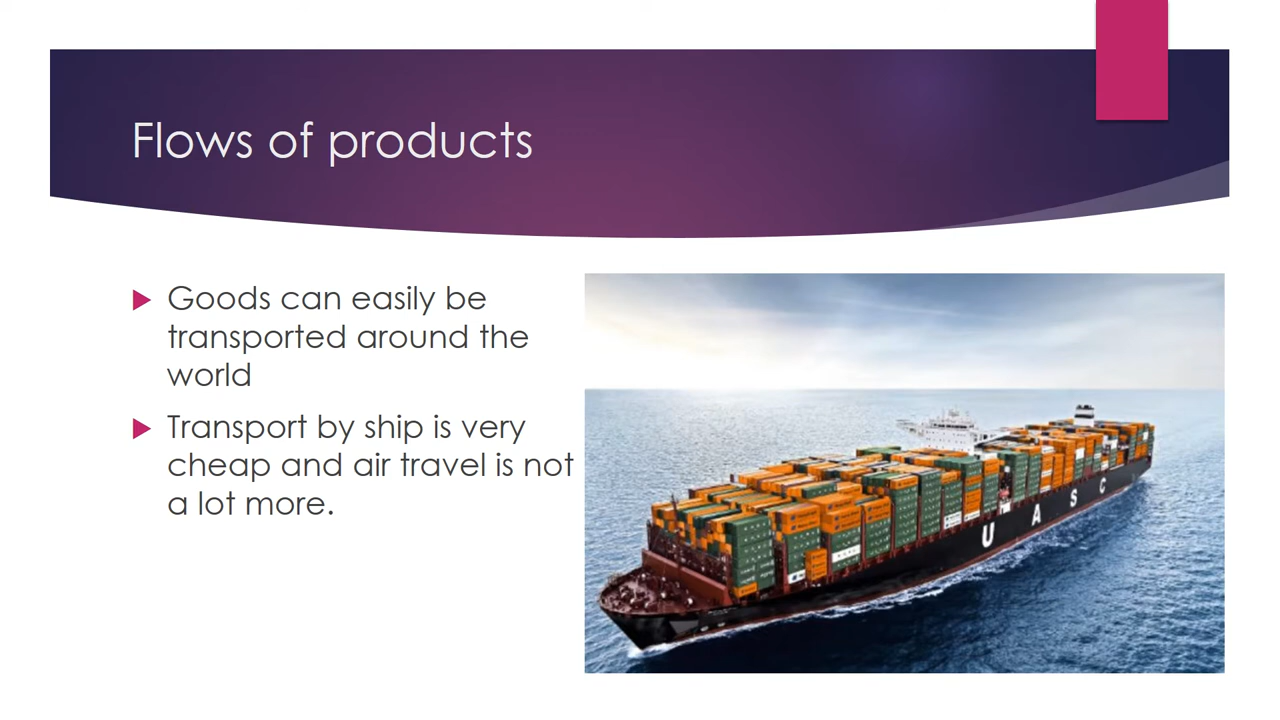 Flows of products
Goods can easily be
transported around the
world
Transport by ship is very
cheap and air travel is not
a lot more.
U A S C